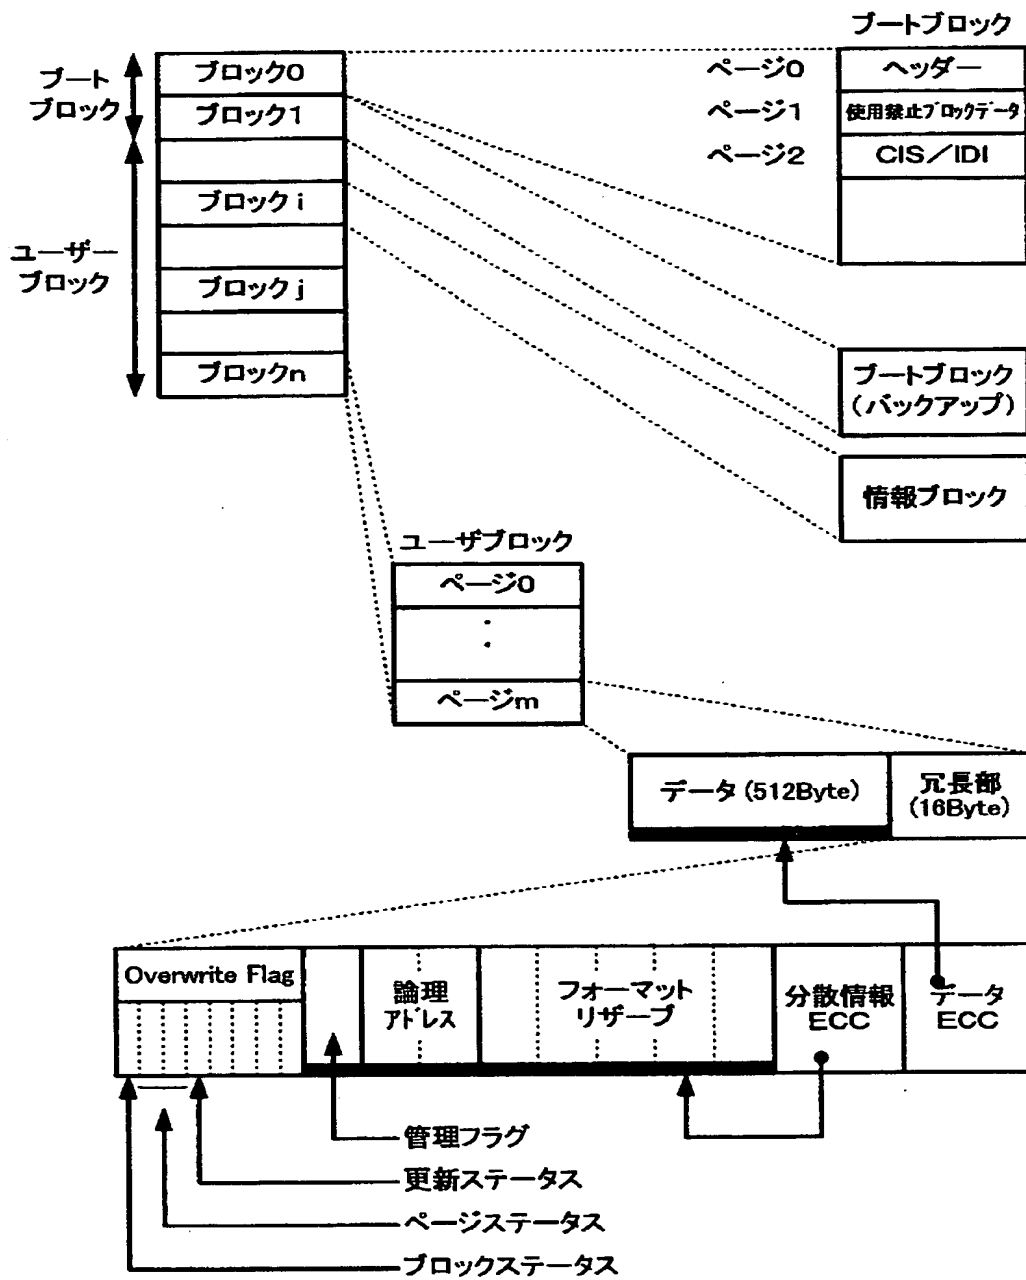 ブートブロック
ブート
ブロック
ブロック0
ブロック1
ブロックi
ブロックj
ブロックn
ユーザー
ブロック
ページ0
ヘッダー
ページ1
使用禁止ブロックデータ
ページ2
CIS/IDI
ブートブロック
(バックアップ)
情報ブロック
ユーザブロック
ページ0
ページm
データ(512Byte)
冗長部
(16Byte)
Overwrite Flag
論理
アドレス
フォーマット
リザーブ
分散情報
ECC
データ
ECC
管理フラグ
更新ステータス
ページステータス
ブロックステータス